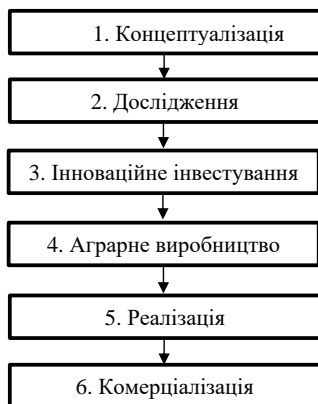 1. Концептуалізація
2. Дослідження
3. Інноваційне інвестування
4. Аграрне виробництво
5. Реалізація
6. Комерціалізація